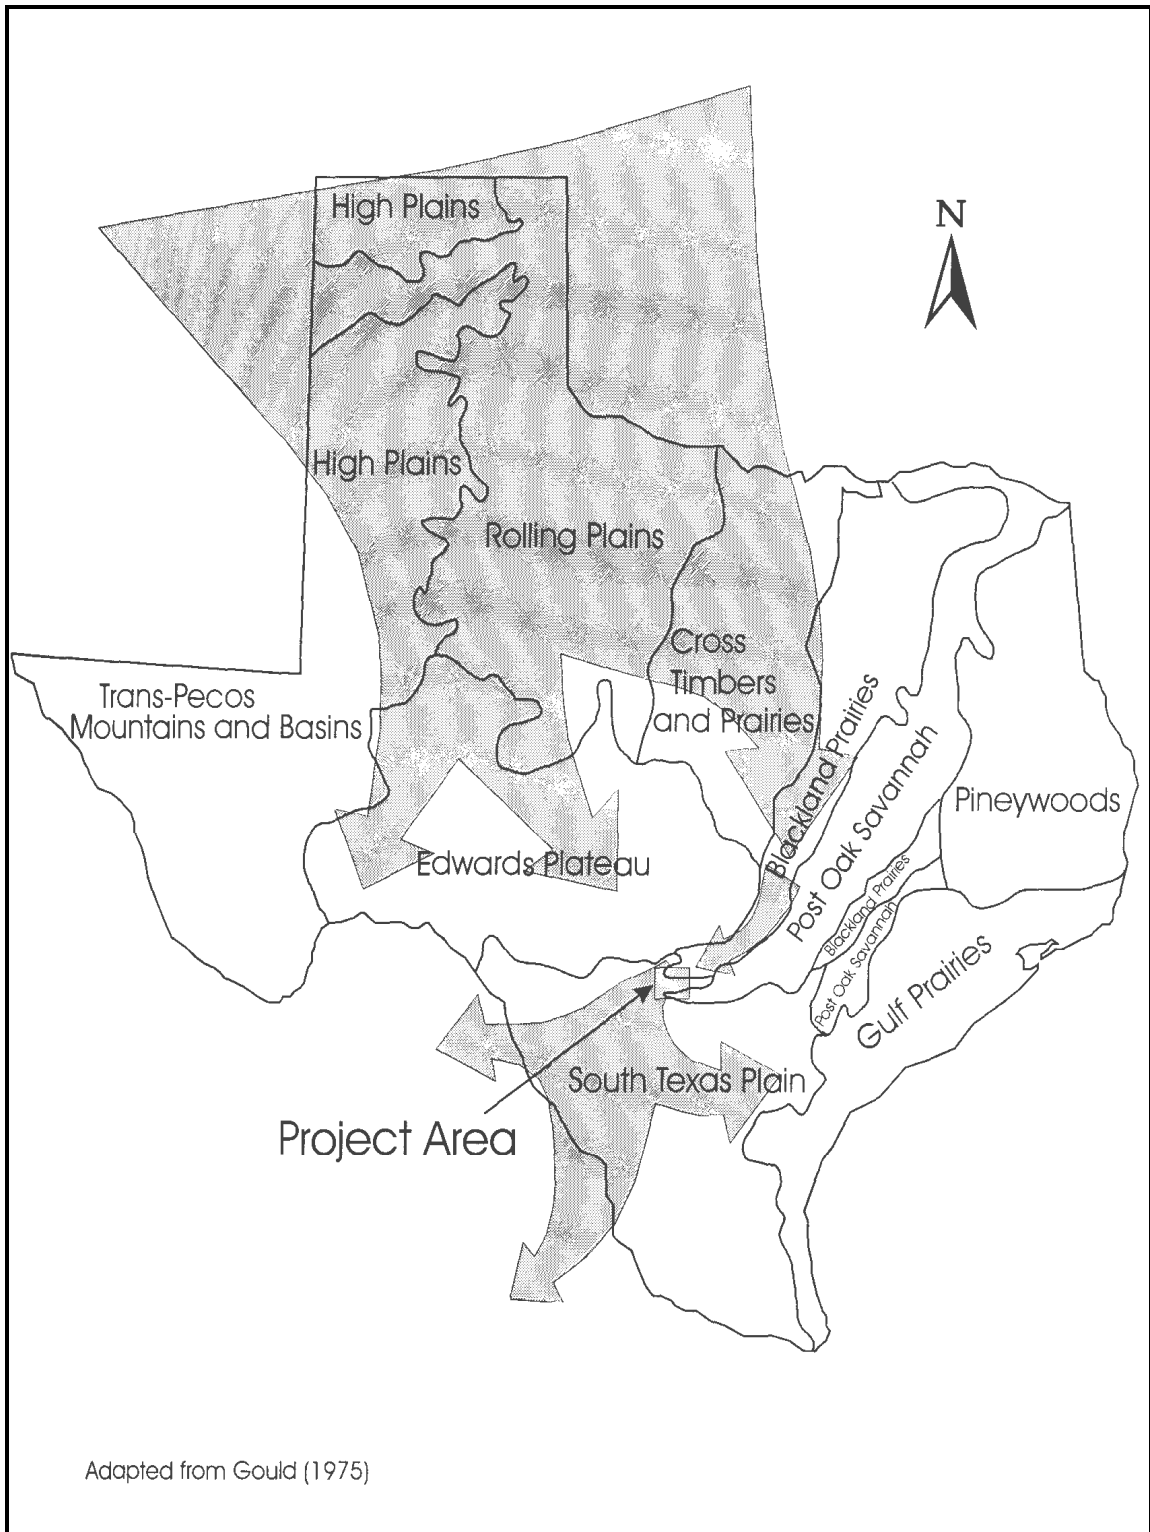 N
High Plains
High Plains
Rolling Plains
Cross
Timbers
and Prairies
Trans-Pecos
Mountains and Basins
Blackland Prairies
Post Oak Savannah
Pineywoods
Edwards Plateau
Blackland Prairies
Post Oak Savannah
Gulf Prairies
South Texas Plain
Project Area
Adapted from Gould (1975)